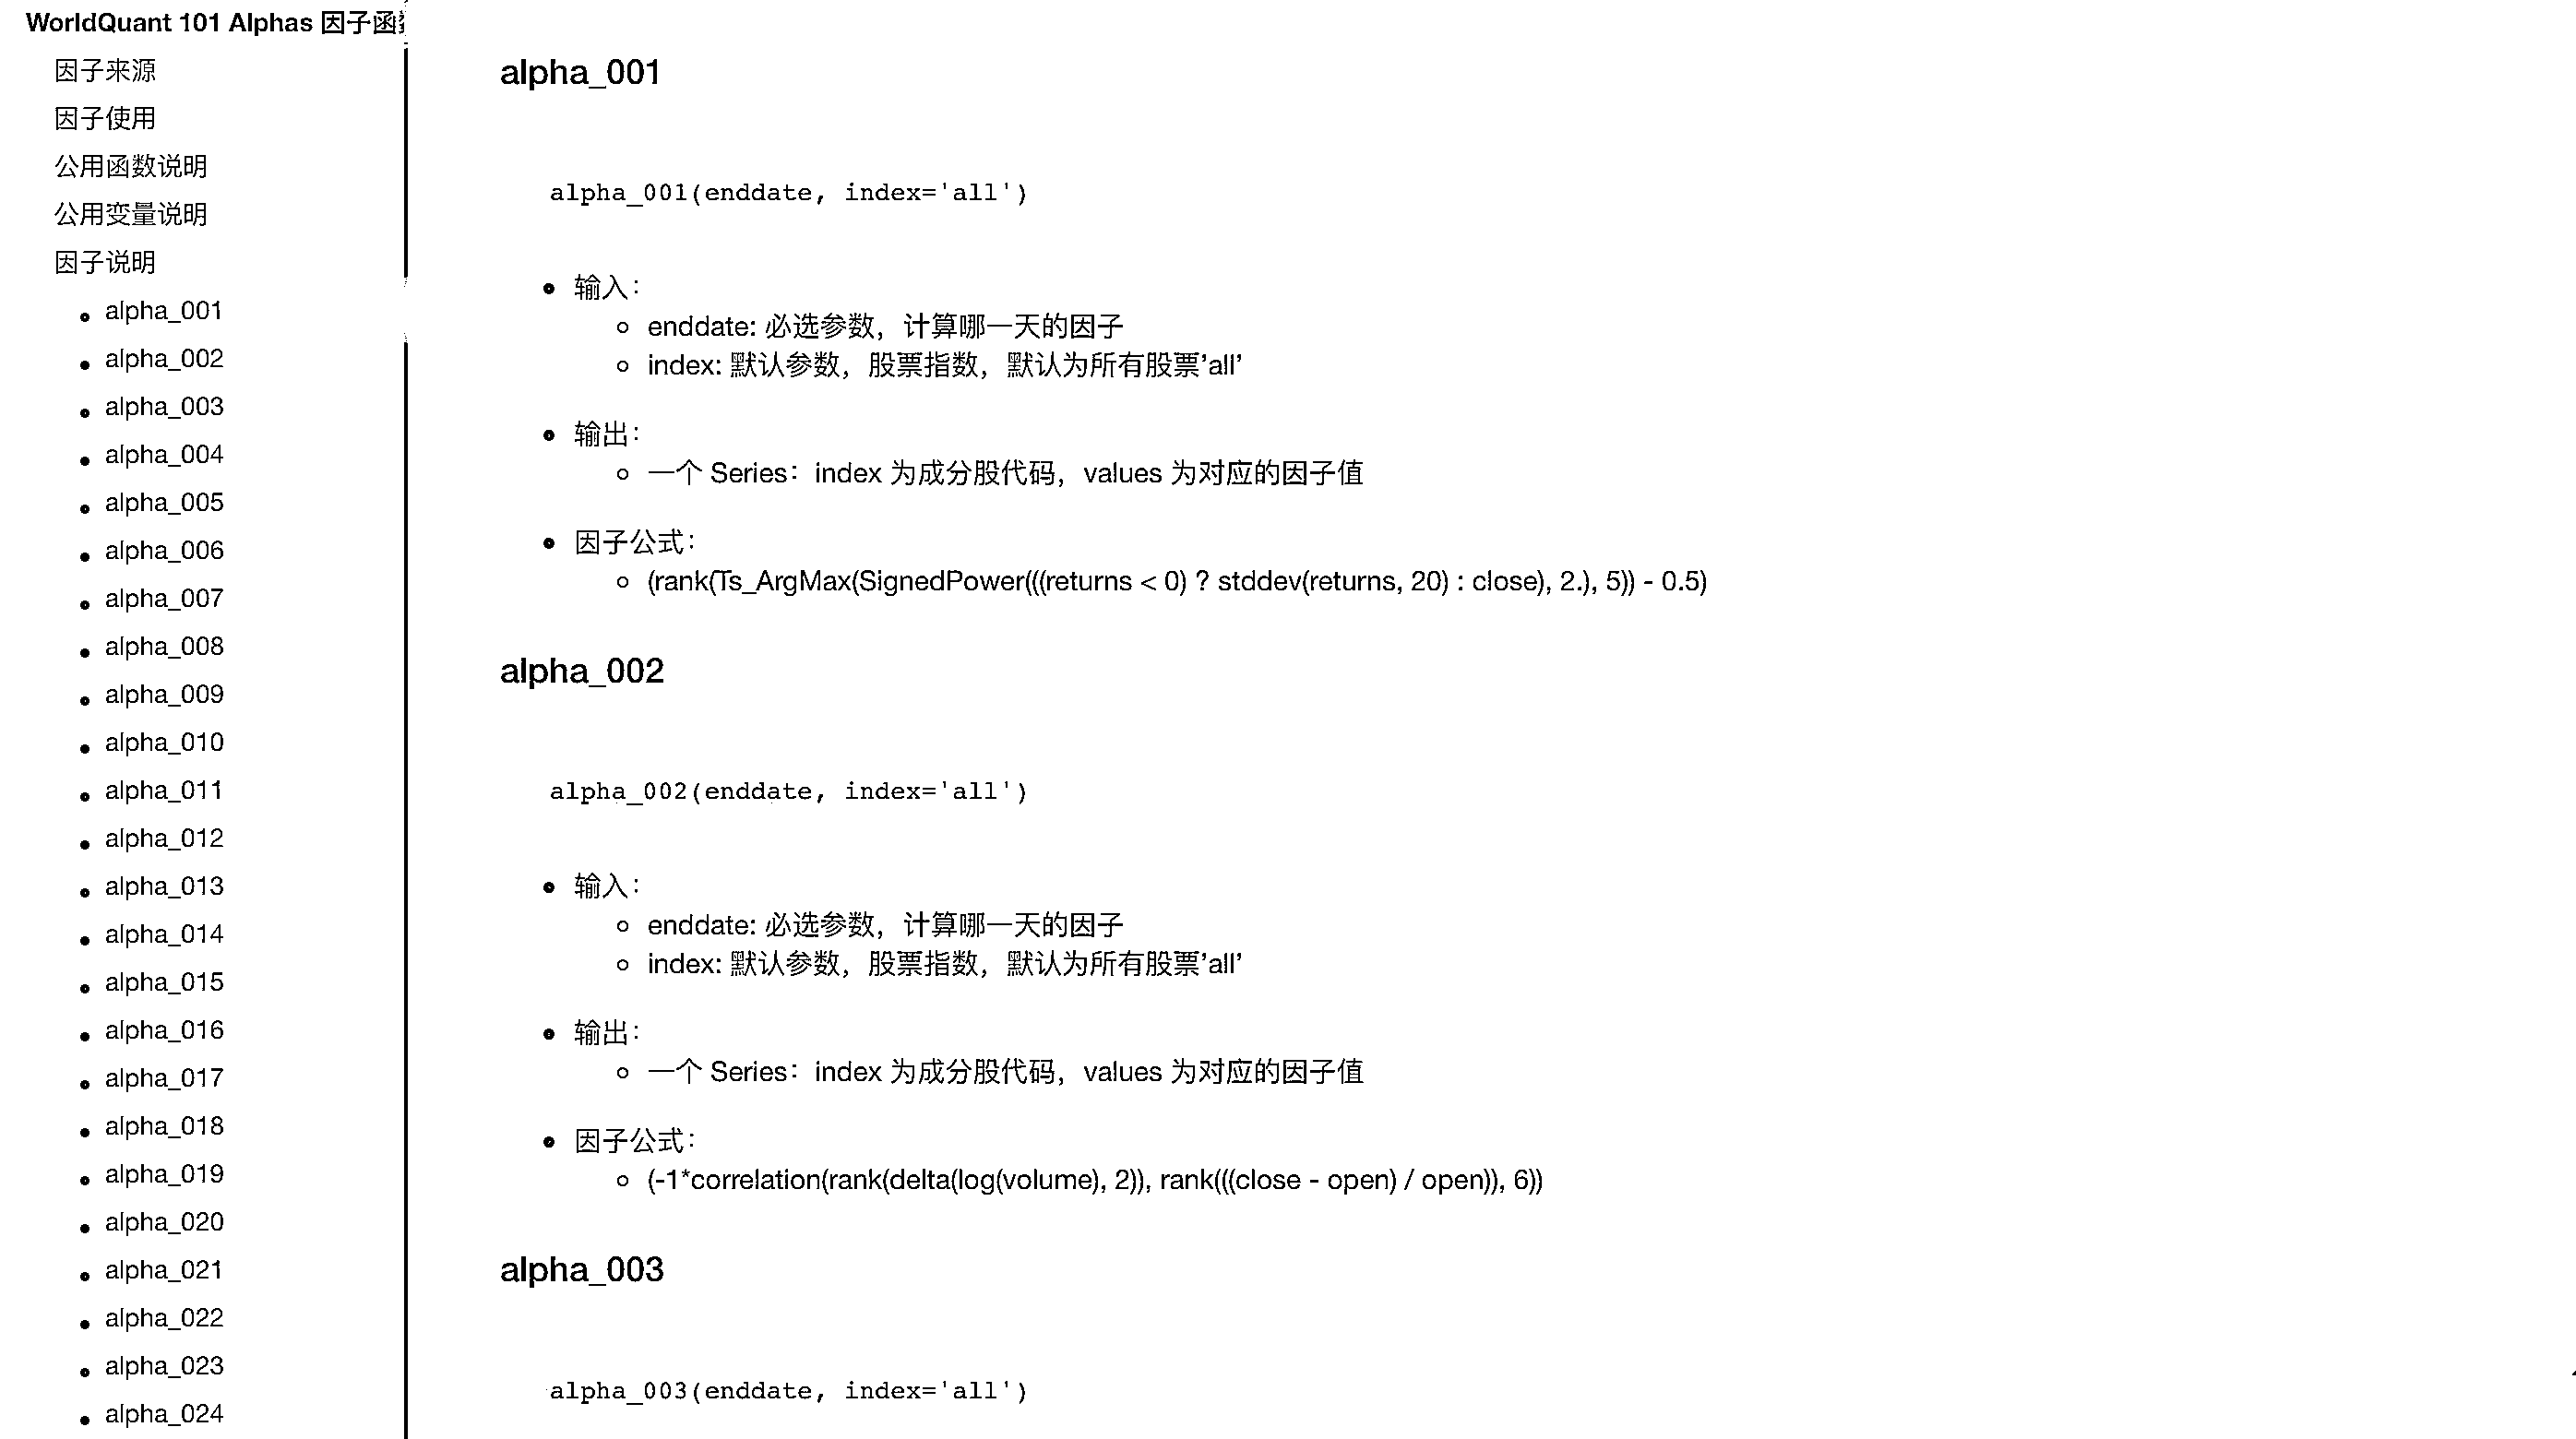 WorldQuant 101 Alphas 因子函
因子来源
因子使用
公用函数说明
公用变量说明
因子说明
alpha_001
alpha_002
alpha_003
alpha_004
alpha_005
alpha_006
alpha_007
alpha_008
alpha_009
alpha_010
alpha_011
alpha_012
alpha_013
alpha_014
alpha_015
alpha_016
alpha_017
alpha_018
alpha_019
alpha_020
alpha_021
alpha_022
alpha_023
alpha_024
alpha_001
alpha_001(enddate, index='all')
输入：
enddate: 必选参数，计算哪一天的因子
index: 默认参数，股票指数，默认为所有股票’all’
输出：
一个 Series：index 为成分股代码，values 为对应的因子值
因子公式：
(rank(Ts_ArgMax(SignedPower(((returns < 0) ? stddev(returns, 20) : close), 2.), 5)) - 0.5)
alpha_002
alpha_002(enddate, index='all')
输入：
enddate: 必选参数，计算哪一天的因子
index: 默认参数，股票指数，默认为所有股票’all’
输出：
一个 Series：index 为成分股代码，values 为对应的因子值
因子公式：
(-1*correlation(rank(delta(log(volume), 2)), rank(((close - open) / open)), 6))
alpha_003
alpha_003(enddate, index='all')